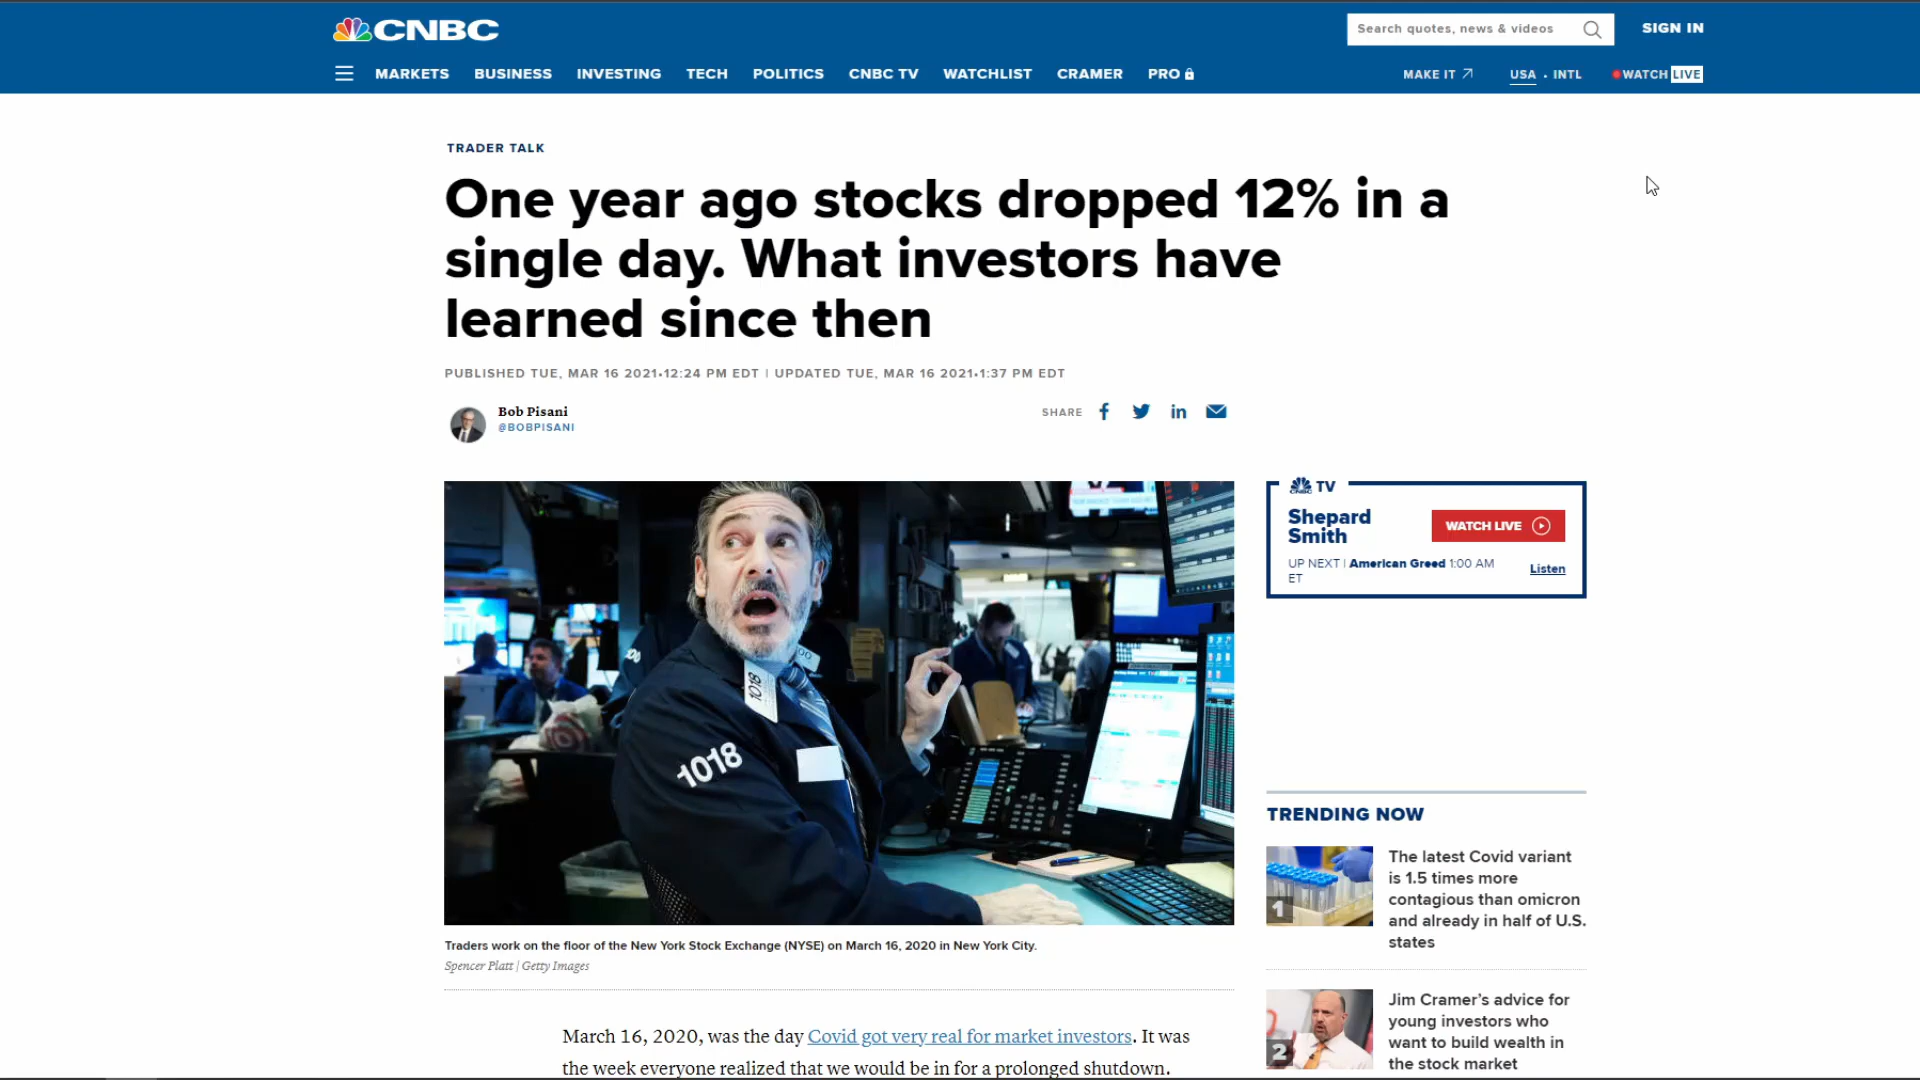 CNBC
Search quotes, news & videos
SIGN IN
MARKETS BUSINESS INVESTING TECH POLITICS CNBC TV WATCHLIST CRAMER PRO
MAKE IT USA · INTL WATCH LIVE
TRADER TALK
One year ago stocks dropped 12% in a
single day. What investors have
learned since then
PUBLISHED TUE, MAR 16 2021•12:24 PM EDT | UPDATED TUE, MAR 16 2021•1:37 PM EDT
Bob Pisani
@BOBPISANI
SHARE
1018
1018
Traders work on the floor of the New York Stock Exchange (NYSE) on March 16, 2020 in New York City.
Spencer Platt | Getty Images
March 16, 2020, was the day Covid got very real for market investors. It was
the week everyone realized that we would be in for a prolonged shutdown.
CNBC TV
Shepard
Smith
WATCH LIVE
UP NEXT | American Greed 1:00 AM
ET
Listen
TRENDING NOW
1
The latest Covid variant
is 1.5 times more
contagious than omicron
and already in half of U.S.
states
2
Jim Cramer’s advice for
young investors who
want to build wealth in
the stock market